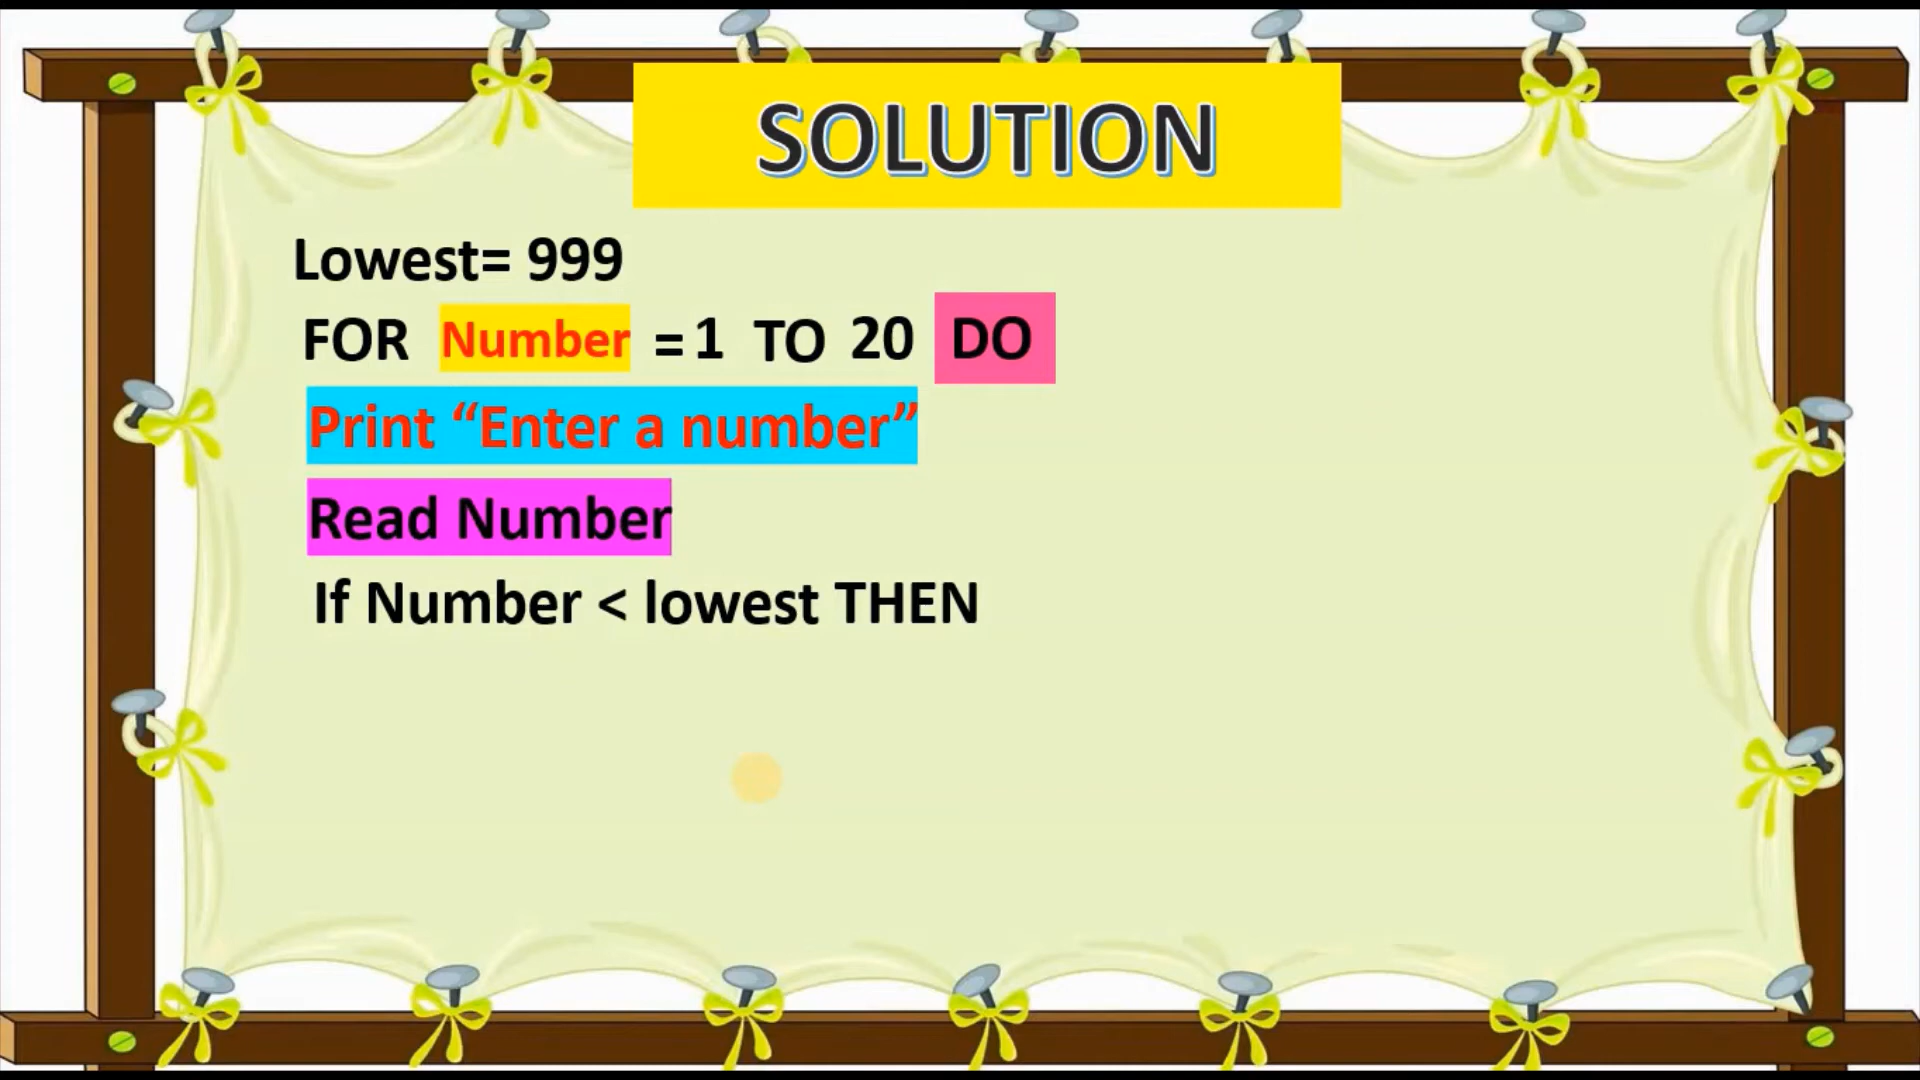 SOLUTION
Lowest= 999
FOR Number =1 TO 20 DO
Print “Enter a number”
Read Number
If Number < lowest THEN